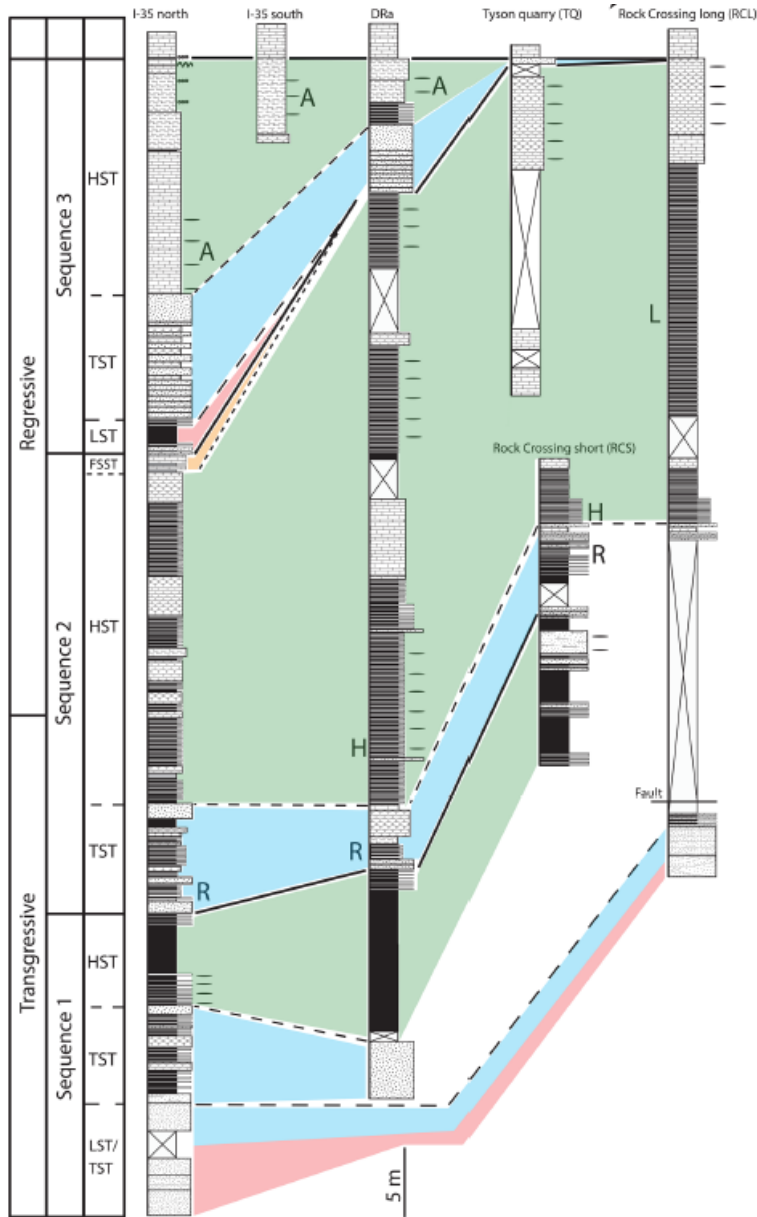 I-35 north
I-35 south
DRa
Tyson quarry (TQ)
Rock Crossing long (RCL)
A
A
A
HST
Sequence 3
TST
LST
FSST
Regressive
L
Rock Crossing short (RCS)
H
R
HST
Sequence 2
H
TST
R
R
Fault
HST
Transgressive
Sequence 1
TST
LST/
TST
5 m